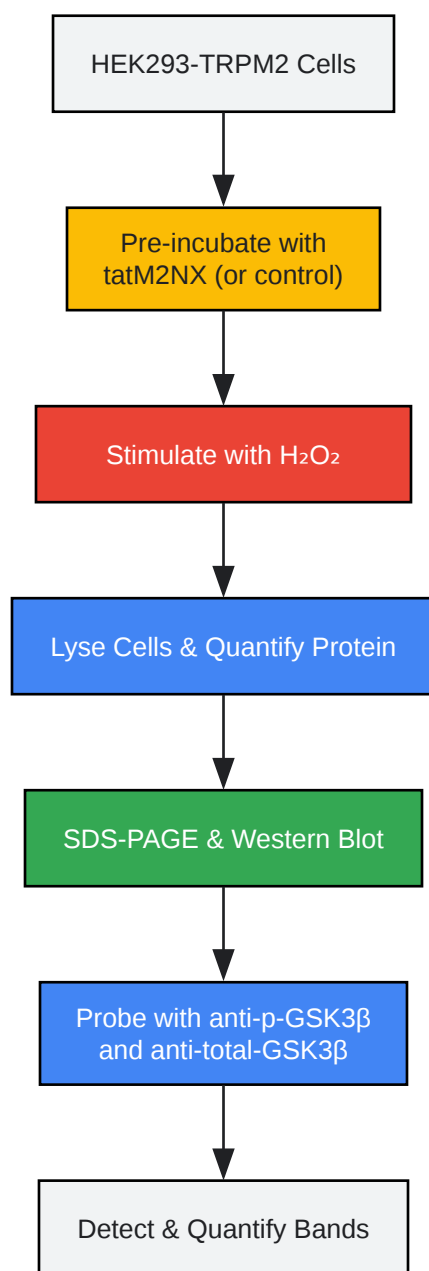 HEK293-TRPM2 Cells
Pre-incubate with
tatM2NX (or control)
Stimulate with H₂O₂
Lyse Cells & Quantify Protein
SDS-PAGE & Western Blot
Probe with anti-p-GSK3β
and anti-total-GSK3β
Detect & Quantify Bands